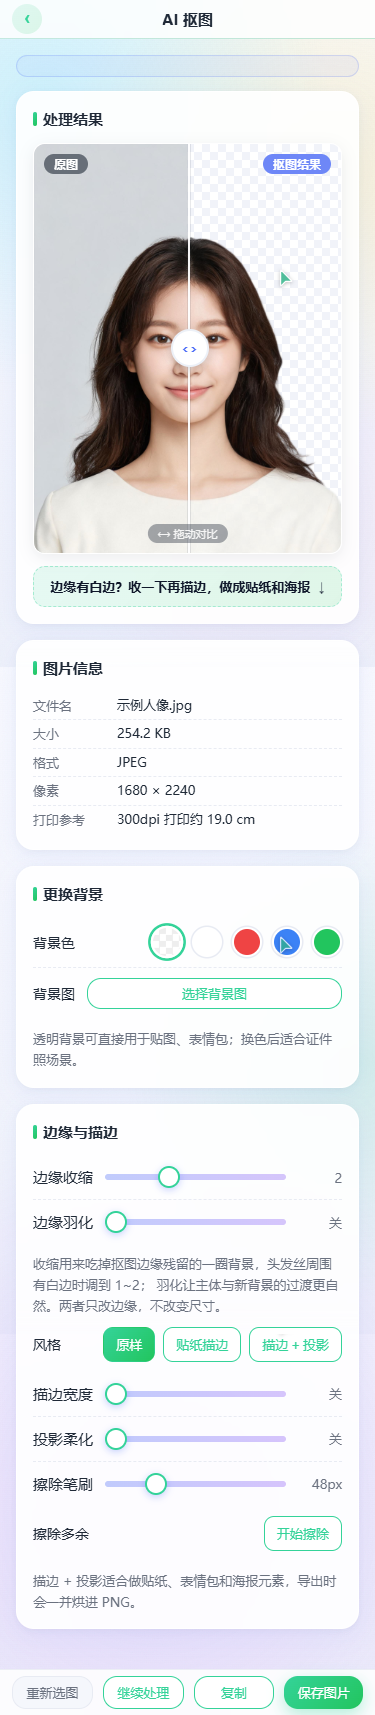 AI 抠图
处理结果
原图
抠图结果
拖动对比
边缘有白边？收一下再描边，做成贴纸和海报 ↓
图片信息
文件名 示例人像.jpg
大小 254.2 KB
格式 JPEG
像素 1680 × 2240
打印参考 300dpi 打印约 19.0 cm
更换背景
背景色
背景图 选择背景图
透明背景可直接用于贴图、表情包；换色后适合证件
照场景。
边缘与描边
边缘收缩 2
边缘羽化 关
收缩用来吃掉抠图边缘残留的一圈背景，头发丝周围
有白边时调到 1~2； 羽化让主体与新背景的过渡更自
然。两者只改边缘，不改变尺寸。
风格 原样 贴纸描边 描边 + 投影
描边宽度 关
投影柔化 关
擦除笔刷 48px
擦除多余 开始擦除
描边 + 投影适合做贴纸、表情包和海报元素，导出时
会一并烘进 PNG。
重新选图 继续处理 复制 保存图片